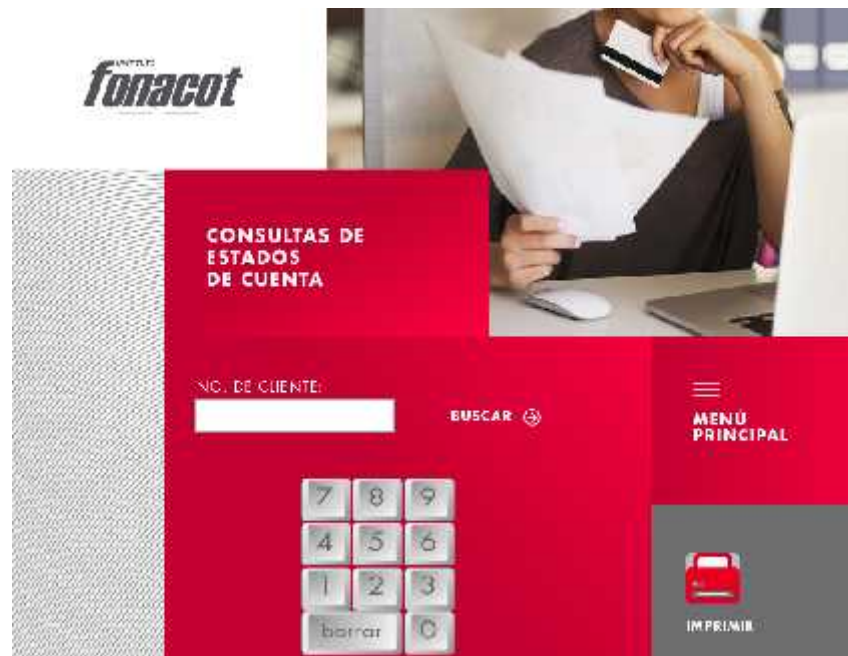 fonacot
CONSULTAS DE
ESTADOS
DE CUENTA
NO. DE CLIENTE:
BUSCAR
MENÚ
PRINCIPAL
7 8 9
4 5 6
1 2 3
borrar 0
IMPRIMIR